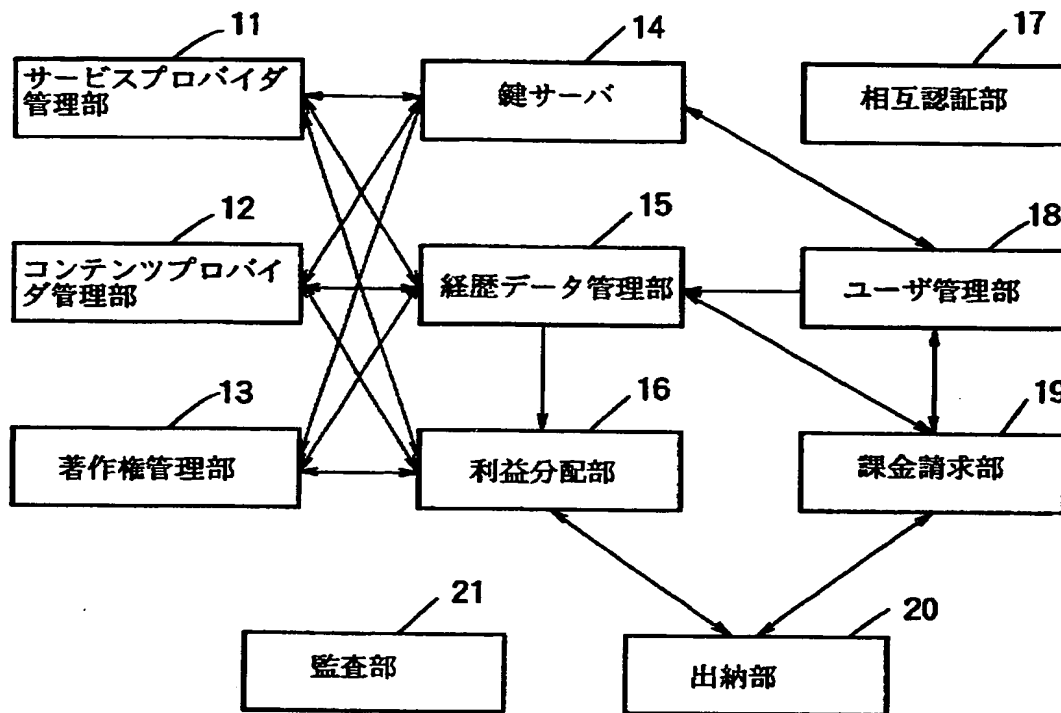 11
サービスプロバイダ
管理部
14
鍵サーバ
17
相互認証部
12
コンテンツプロバイ
ダ管理部
15
経歴データ管理部
18
ユーザ管理部
13
著作権管理部
16
利益分配部
19
課金請求部
21
監査部
20
出納部